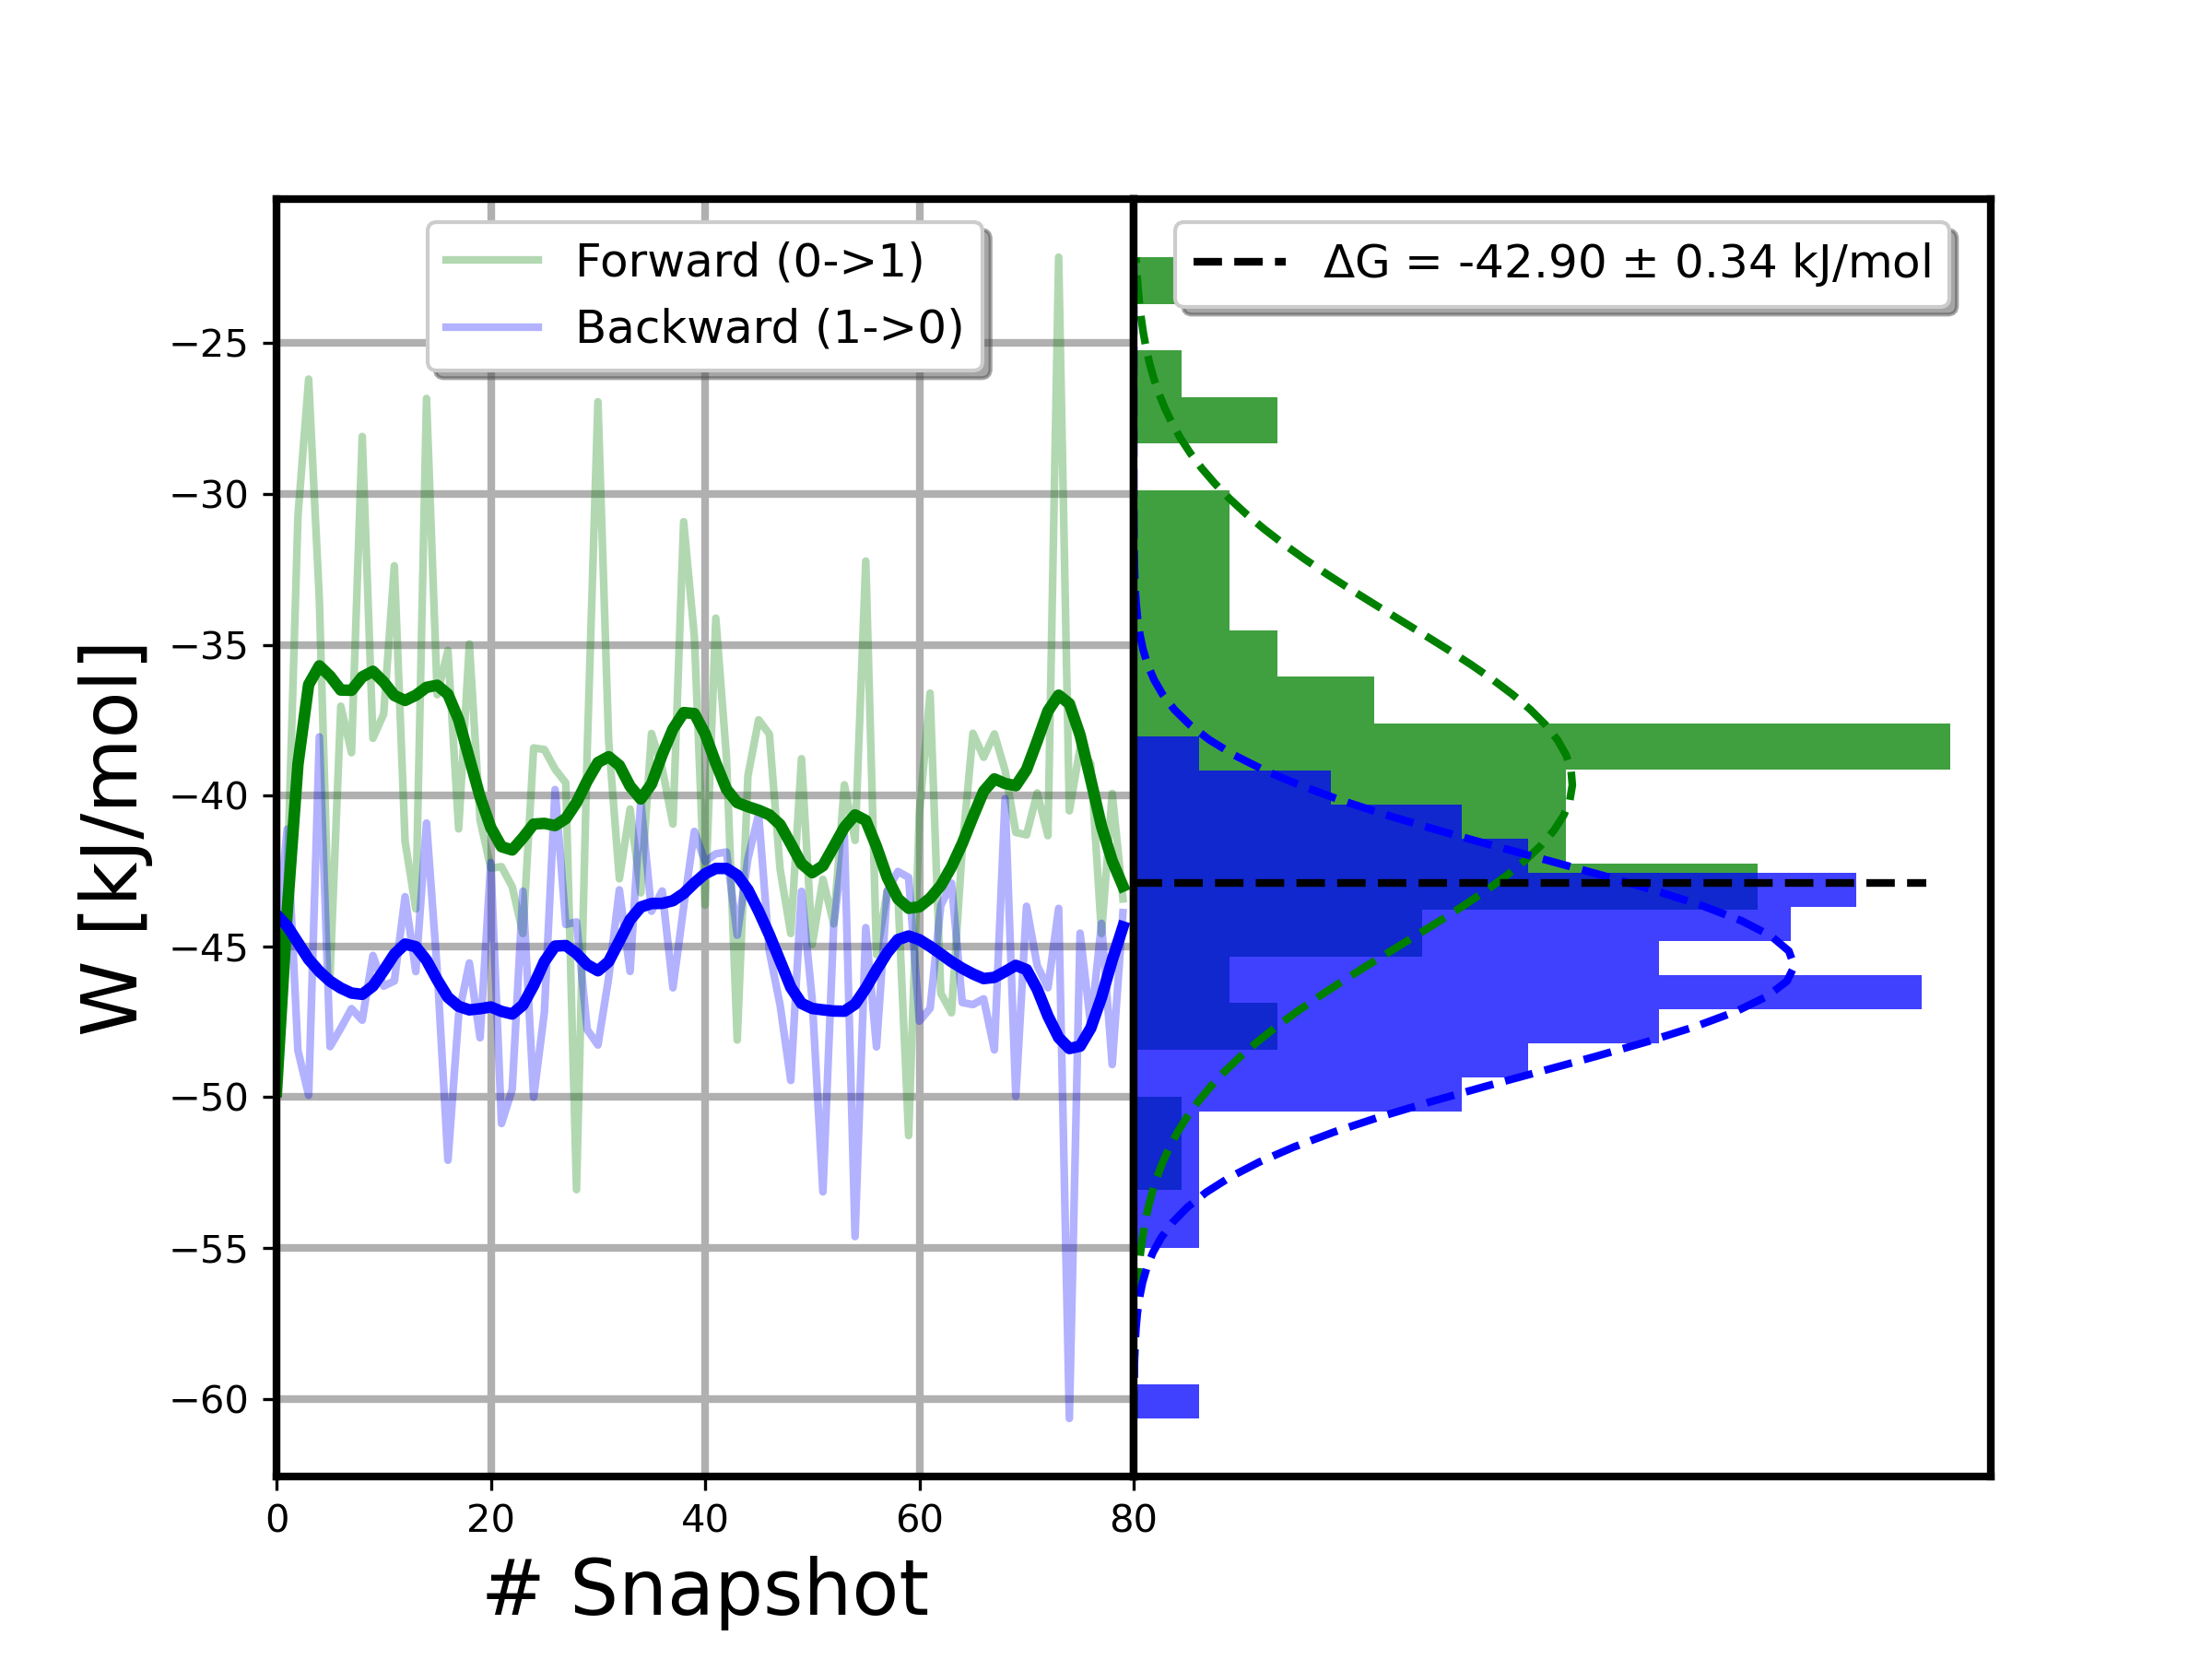 Forward (0->1)
Backward (1->0)
ΔG = -42.90 ± 0.34 kJ/mol
W [kJ/mol]
−25
−30
−35
−40
−45
−50
−55
−60
0 20 40 60 80
# Snapshot